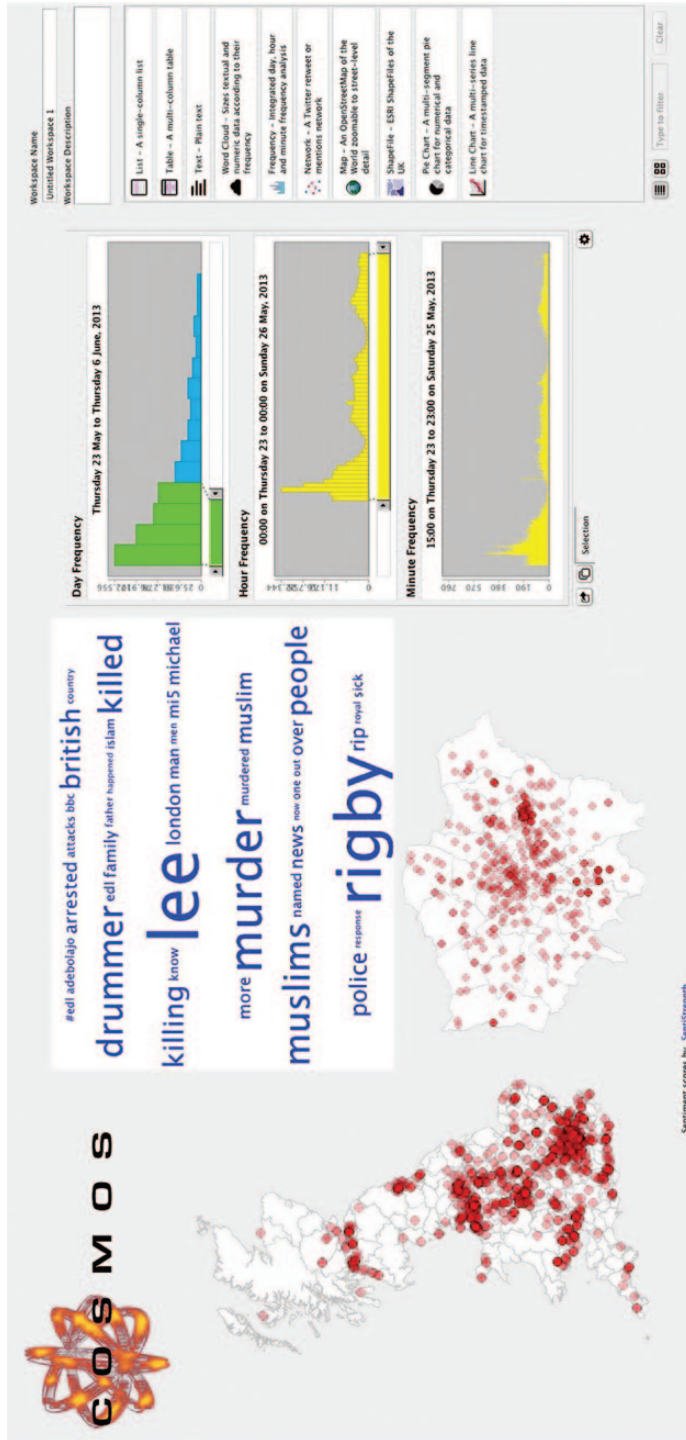 COSMOS
#edl adebolajo arrested attacks bbc british country
drummer edl family father happened islam killed
killing know lee london man men mi5 michael
more murder murdered muslim
muslims named news now one out over people
police response rigby rip royal sick
Day Frequency
Thursday 23 May to Thursday 6 June, 2013
0
Hour Frequency
00:00 on Thursday 23 to 00:00 on Sunday 26 May, 2013
0
Minute Frequency
15:00 on Thursday 23 to 23:00 on Saturday 25 May, 2013
760
570
380
190
0
Selection
Workspace Name
Untitled Workspace 1
Workspace Description
List – A single-column list
Table – A multi-column table
Text – Plain text
Word Cloud – Sizes textual and
numeric data according to their
frequency
Frequency – Integrated day, hour
and minute frequency analysis
Network – A Twitter retweet or
mentions network
Map – An OpenStreetMap of the
World zoomable to street-level
detail
ShapeFile – ESRI ShapeFiles of the
UK
Pie Chart – A multi-segment pie
chart for numerical and
categorical data
Line Chart – A multi-series line
chart for timestamped data
Type to filter
Clear
Sentiment scores by SentiStrength